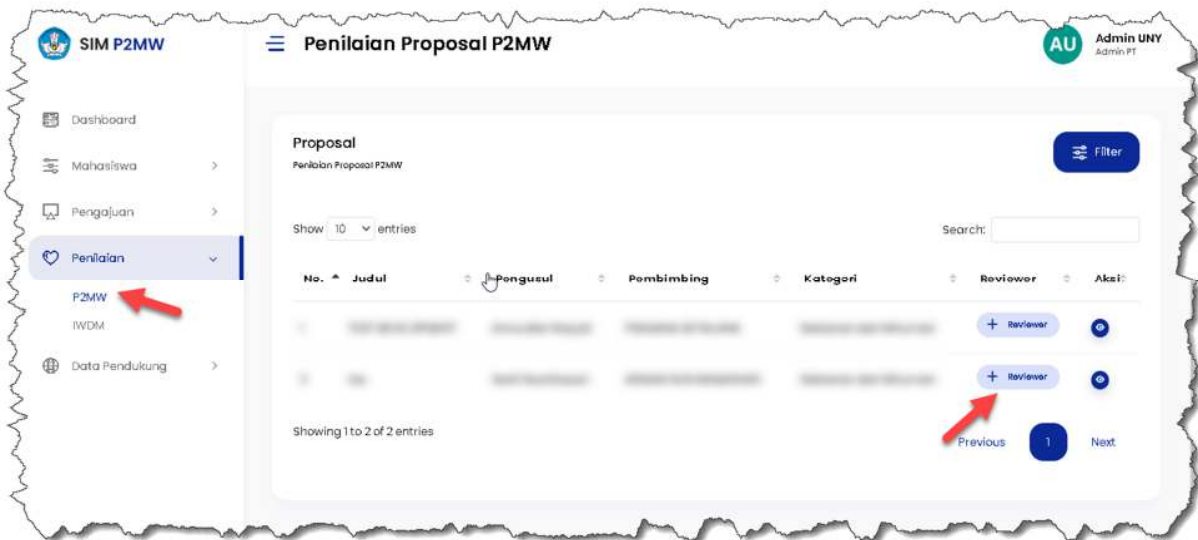 SIM P2MW
Penilaian Proposal P2MW
AU
Admin UNY
Admin PT
Dashboard
Mahasiswa
Pengajuan
Penilaian
P2MW
IWDM
Data Pendukung
Proposal
Penilaian Proposal P2MW
Filter
Show 10 entries
Search:
No. Judul Pengusul Pembimbing Kategori Reviewer Aksi
+ Reviewer
+ Reviewer
Showing 1 to 2 of 2 entries
Previous 1 Next